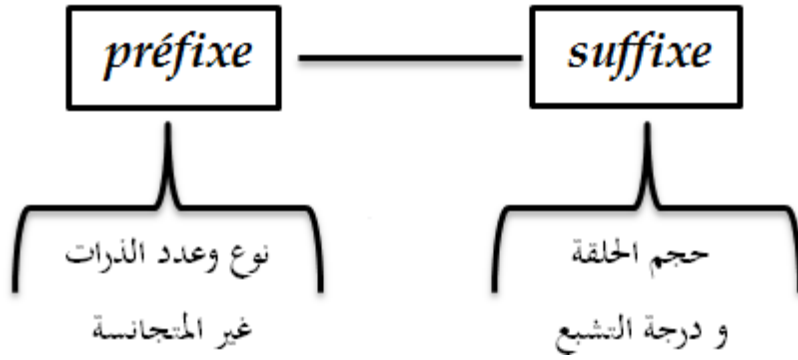 préfixe
suffixe
نوع وعدد الذرات
غير المتجانسة
حجم الحلقة
و درجة التشبع